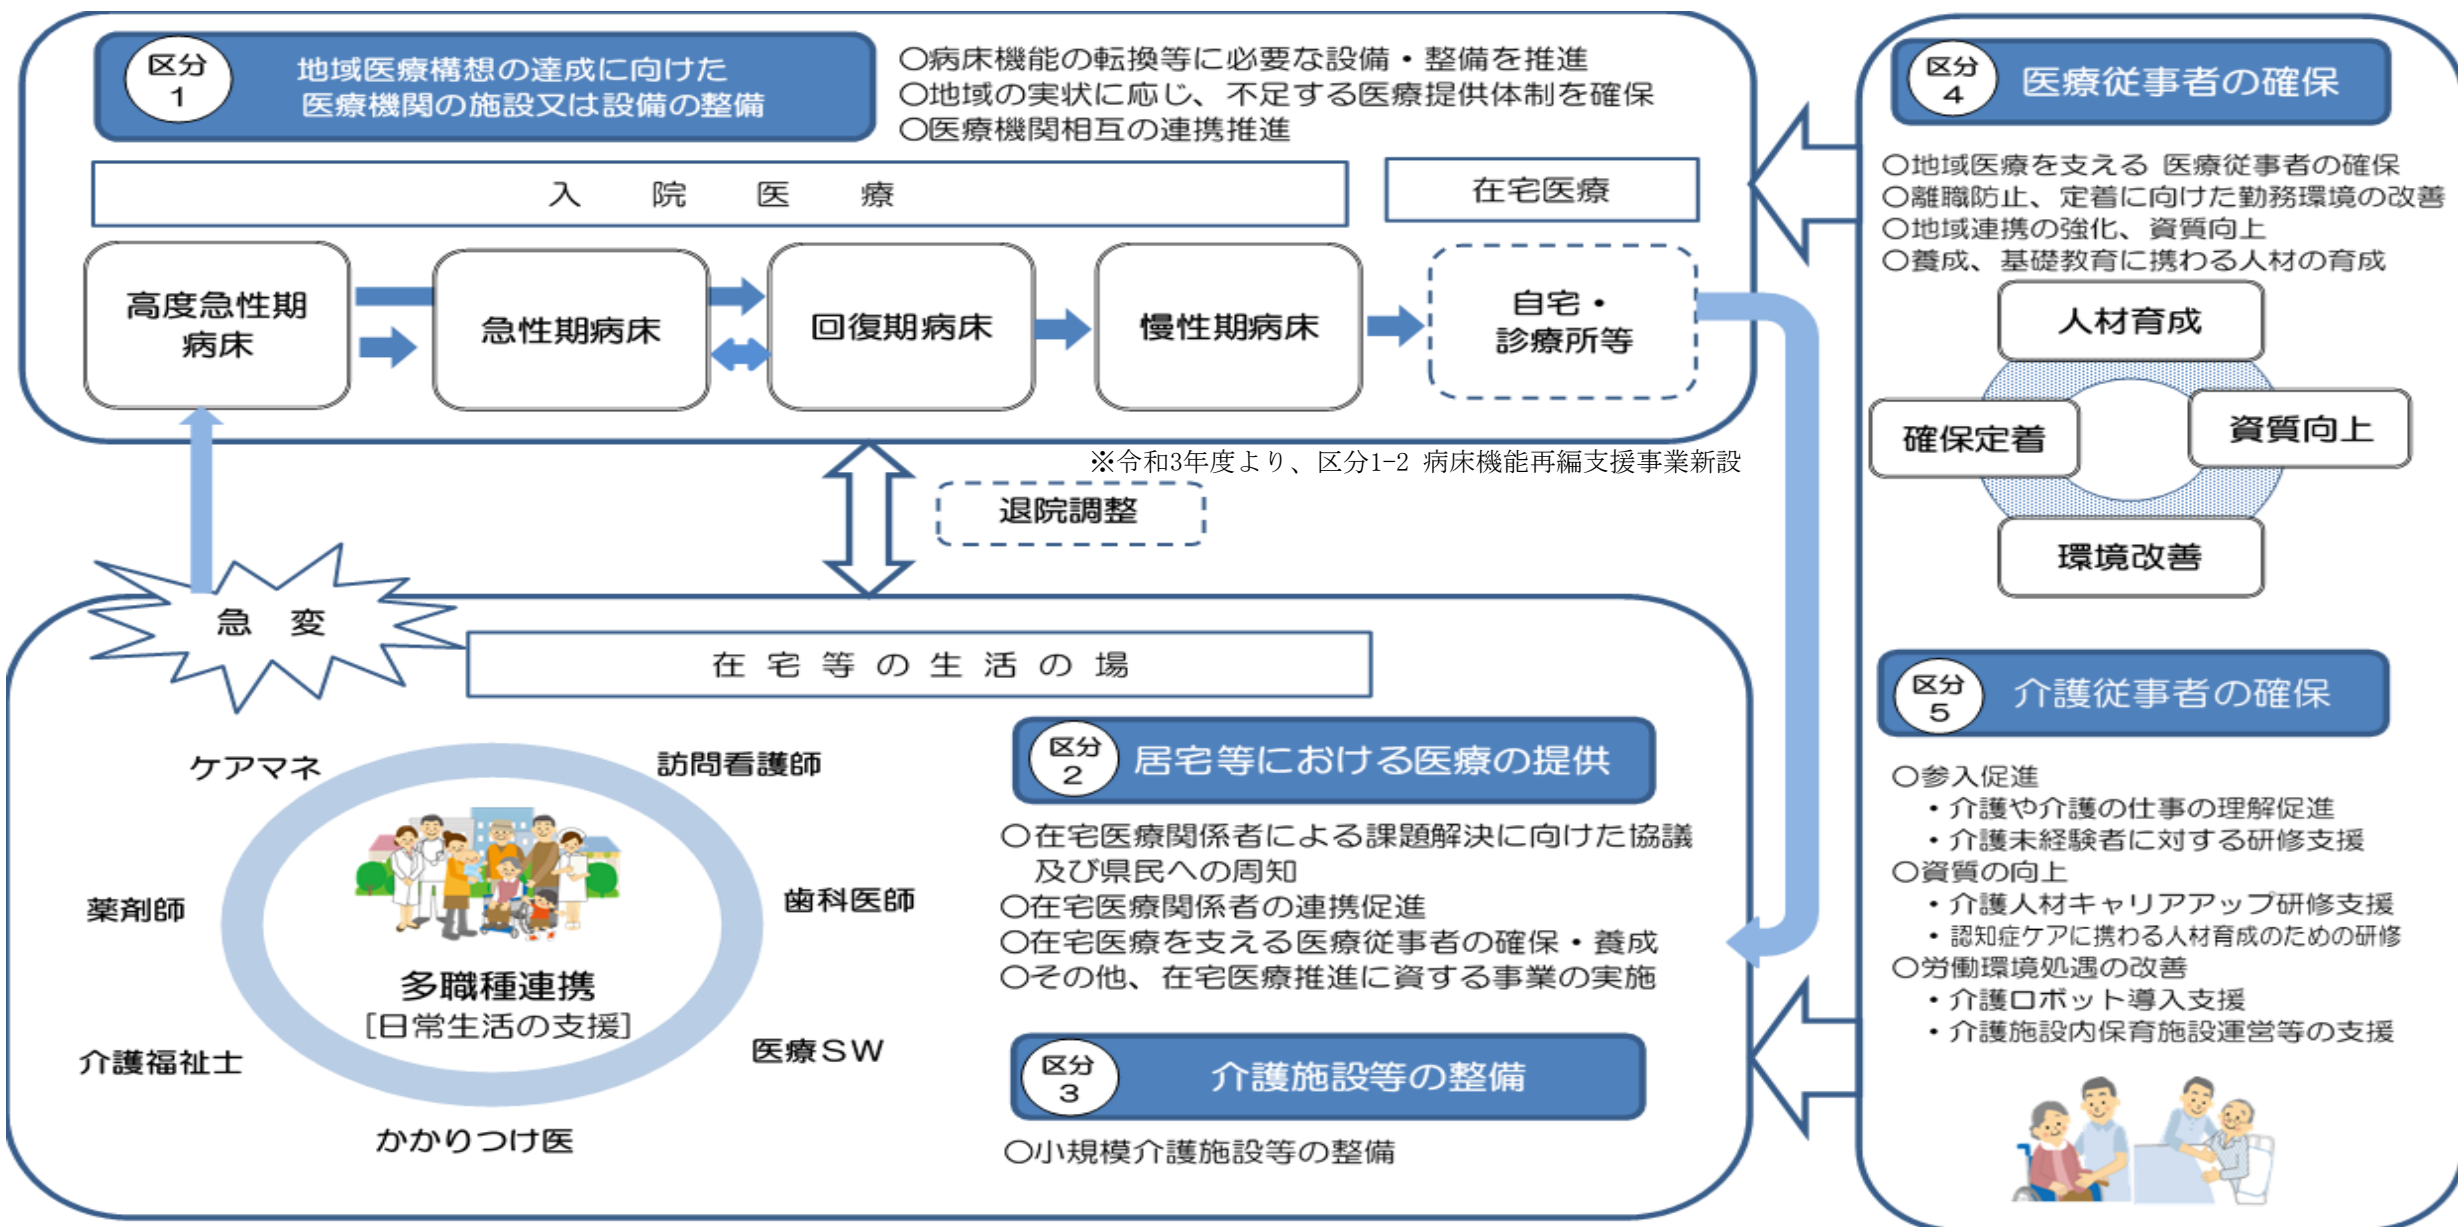 区分
1
地域医療構想の達成に向けた
医療機関の施設又は設備の整備
○病床機能の転換等に必要な設備・整備を推進
○地域の実状に応じ、不足する医療提供体制を確保
○医療機関相互の連携推進
入院医療
在宅医療
高度急性期
病床
急性期病床
回復期病床
慢性期病床
自宅・
診療所等
※令和3年度より、区分1-2 病床機能再編支援事業新設
退院調整
急変
在宅等の生活の場
ケアマネ
訪問看護師
薬剤師
歯科医師
多職種連携
[日常生活の支援]
介護福祉士
医療SW
かかりつけ医
区分
2
居宅等における医療の提供
○在宅医療関係者による課題解決に向けた協議
及び県民への周知
○在宅医療関係者の連携促進
○在宅医療を支える医療従事者の確保・養成
○その他、在宅医療推進に資する事業の実施
区分
3
介護施設等の整備
○小規模介護施設等の整備
区分
4
医療従事者の確保
○地域医療を支える 医療従事者の確保
○離職防止、定着に向けた勤務環境の改善
○地域連携の強化、資質向上
○養成、基礎教育に携わる人材の育成
人材育成
確保定着
資質向上
環境改善
区分
5
介護従事者の確保
○参入促進
・介護や介護の仕事の理解促進
・介護未経験者に対する研修支援
○資質の向上
・介護人材キャリアアップ研修支援
・認知症ケアに携わる人材育成のための研修
○労働環境処遇の改善
・介護ロボット導入支援
・介護施設内保育施設運営等の支援